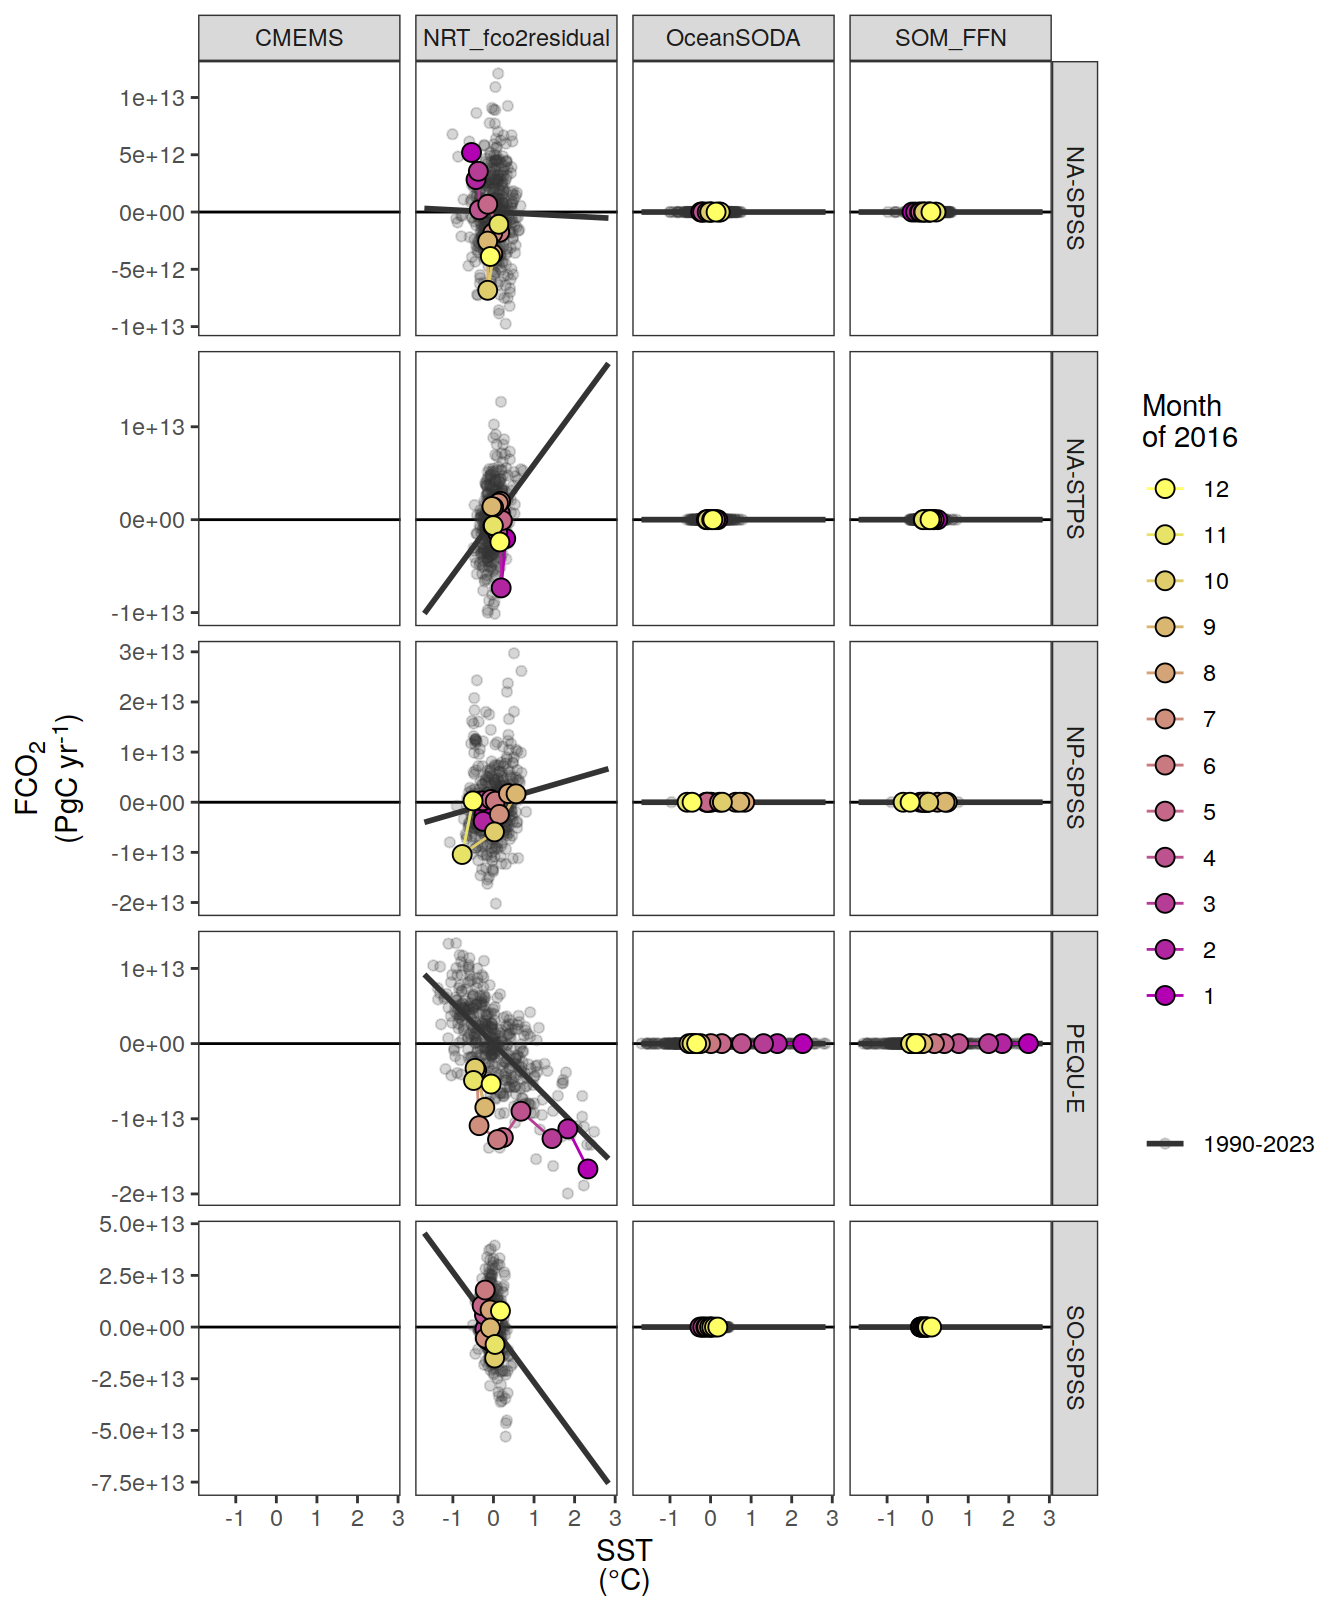 CMEMS NRT_fco2residual OceanSODA SOM_FFN
1e+13
5e+12
0e+00
-5e+12
-1e+13
NA-SPSS
1e+13
0e+00
-1e+13
NA-STPS
3e+13
2e+13
1e+13
0e+00
-1e+13
-2e+13
NP-SPSS
1e+13
0e+00
-1e+13
-2e+13
PEQU-E
5.0e+13
2.5e+13
0.0e+00
-2.5e+13
-5.0e+13
-7.5e+13
SO-SPSS
-1 0 1 2 3 -1 0 1 2 3 -1 0 1 2 3 -1 0 1 2 3
SST
(°C)
FCO2
(PgC yr-1)
Month
of 2016
12
11
10
9
8
7
6
5
4
3
2
1
1990-2023